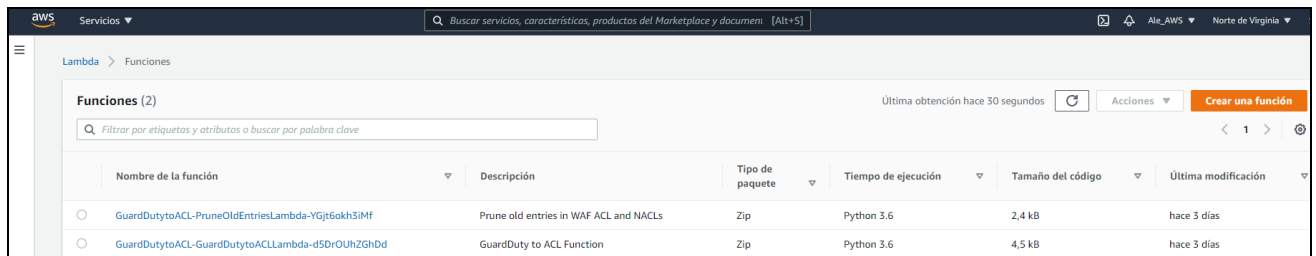 aws Servicios ▼ Buscar servicios, características, productos del Marketplace y document [Alt+S] Ale_AWS ▼ Norte de Virginia ▼
Lambda > Funciones
Funciones (2) Última obtención hace 30 segundos Acciones ▼ Crear una función
Filtrar por etiquetas y atributos o buscar por palabra clave < 1 >
Nombre de la función Descripción Tipo de paquete Tiempo de ejecución Tamaño del código Última modificación
GuardDutytoACL-PruneOldEntriesLambda-YGjt6okh3iMf Prune old entries in WAF ACL and NACLs Zip Python 3.6 2,4 kB hace 3 días
GuardDutytoACL-GuardDutytoACLLambda-d5DrOUhZGhDd GuardDuty to ACL Function Zip Python 3.6 4,5 kB hace 3 días